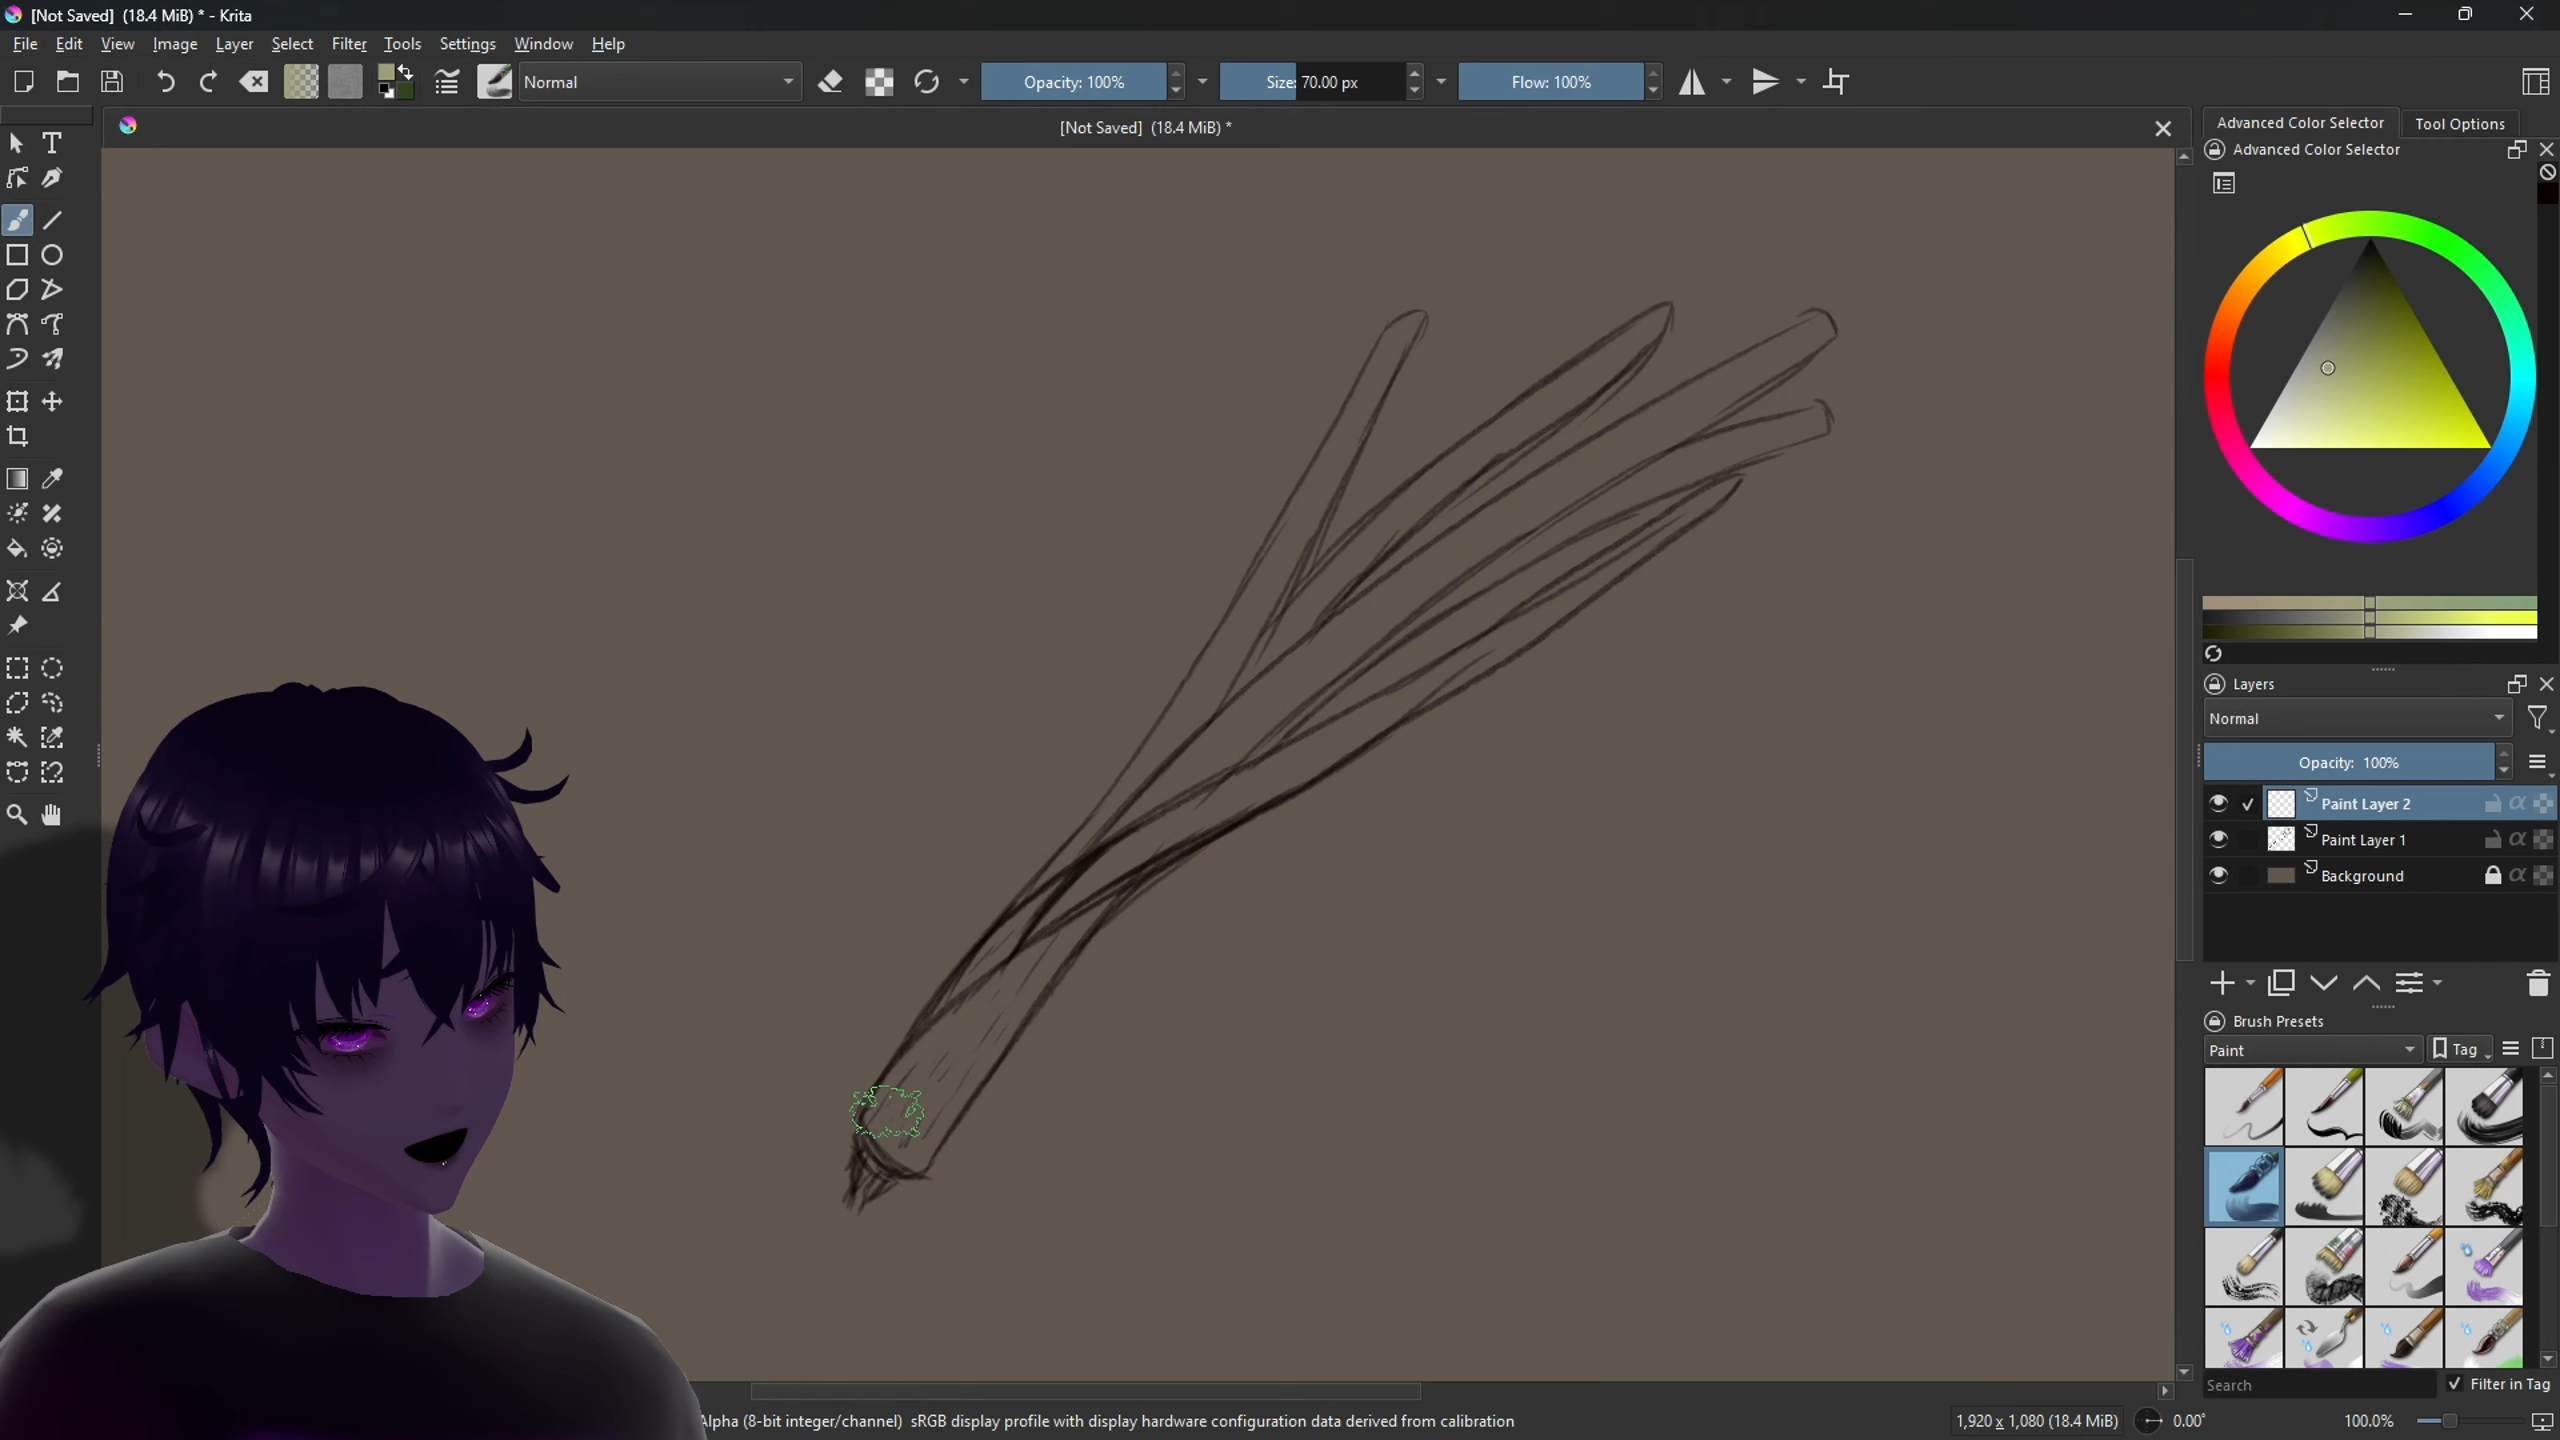 [Not Saved] (18.4 MiB) * - Krita
File Edit View Image Layer Select Filter Tools Settings Window Help
Normal
Opacity: 100%
Size: 70.00 px
Flow: 100%
[Not Saved] (18.4 MiB) *
Advanced Color Selector
Tool Options
Advanced Color Selector
Layers
Normal
Opacity: 100%
Paint Layer 2
Paint Layer 1
Background
Brush Presets
Paint
Tag
Search
Filter in Tag
Alpha (8-bit integer/channel) sRGB display profile with display hardware configuration data derived from calibration
1,920 x 1,080 (18.4 MiB)
0.00°
100.0%